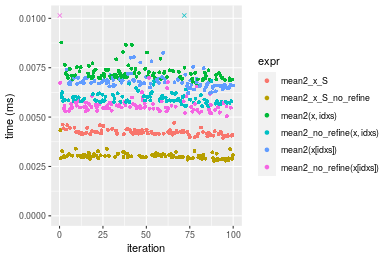 0.0100
0.0075
0.0050
0.0025
0.0000
time (ms)
0
25
50
75
100
iteration
expr
mean2_x_S
mean2_x_S_no_refine
mean2(x, idxs)
mean2_no_refine(x, idxs)
mean2(x[idxs])
mean2_no_refine(x[idxs])